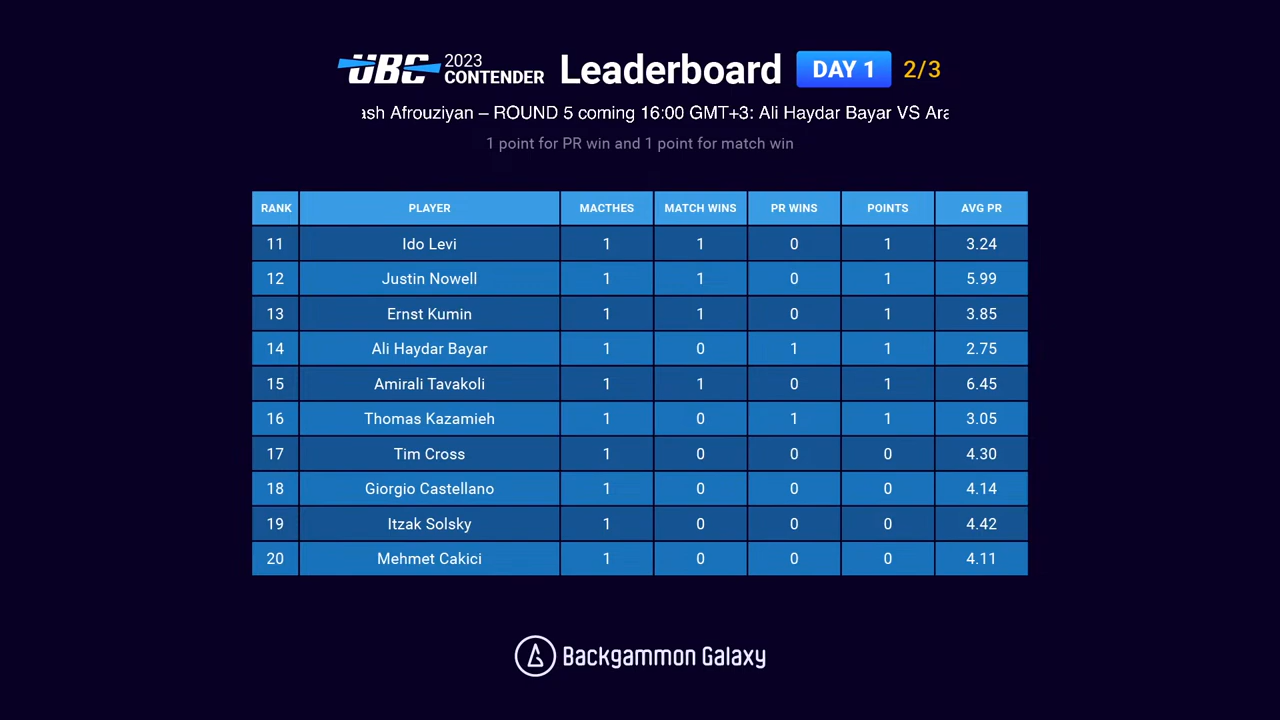 UBC 2023 CONTENDER Leaderboard DAY 1 2/3
Afrouziyan – ROUND 5 coming 16:00 GMT+3: Ali Haydar Bayar VS
1 point for PR win and 1 point for match win
RANK PLAYER MACTHES MATCH WINS PR WINS POINTS AVG PR
11 Ido Levi 1 1 0 1 3.24
12 Justin Nowell 1 1 0 1 5.99
13 Ernst Kumin 1 1 0 1 3.85
14 Ali Haydar Bayar 1 0 1 1 2.75
15 Amirali Tavakoli 1 1 0 1 6.45
16 Thomas Kazamieh 1 0 1 1 3.05
17 Tim Cross 1 0 0 0 4.30
18 Giorgio Castellano 1 0 0 0 4.14
19 Itzak Solsky 1 0 0 0 4.42
20 Mehmet Cakici 1 0 0 0 4.11
Backgammon Galaxy